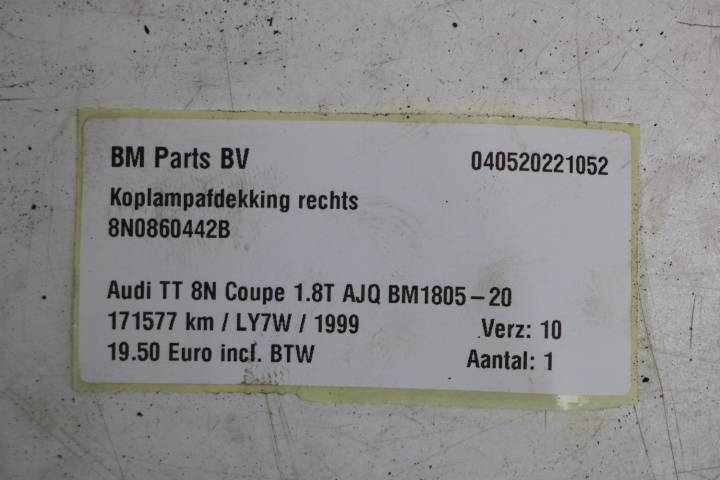 BM Parts BV 040520221052
Koplampafdekking rechts
8N0860442B
Audi TT 8N Coupe 1.8T AJQ BM1805-20
171577 km / LY7W / 1999 Verz: 10
19.50 Euro incl. BTW Aantal: 1